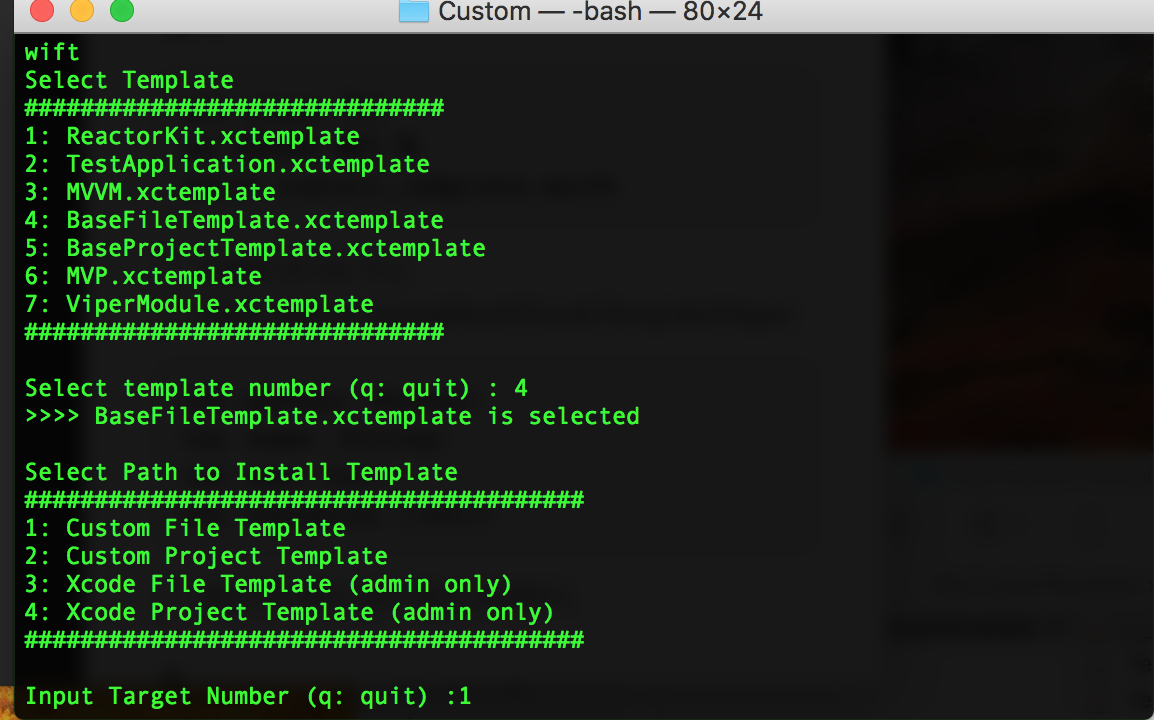 Custom — -bash — 80×24
wift
Select Template
##############################
1: ReactorKit.xctemplate
2: TestApplication.xctemplate
3: MVVM.xctemplate
4: BaseFileTemplate.xctemplate
5: BaseProjectTemplate.xctemplate
6: MVP.xctemplate
7: ViperModule.xctemplate
##############################
Select template number (q: quit) : 4
>>>> BaseFileTemplate.xctemplate is selected
Select Path to Install Template
########################################
1: Custom File Template
2: Custom Project Template
3: Xcode File Template (admin only)
4: Xcode Project Template (admin only)
########################################
Input Target Number (q: quit) :1